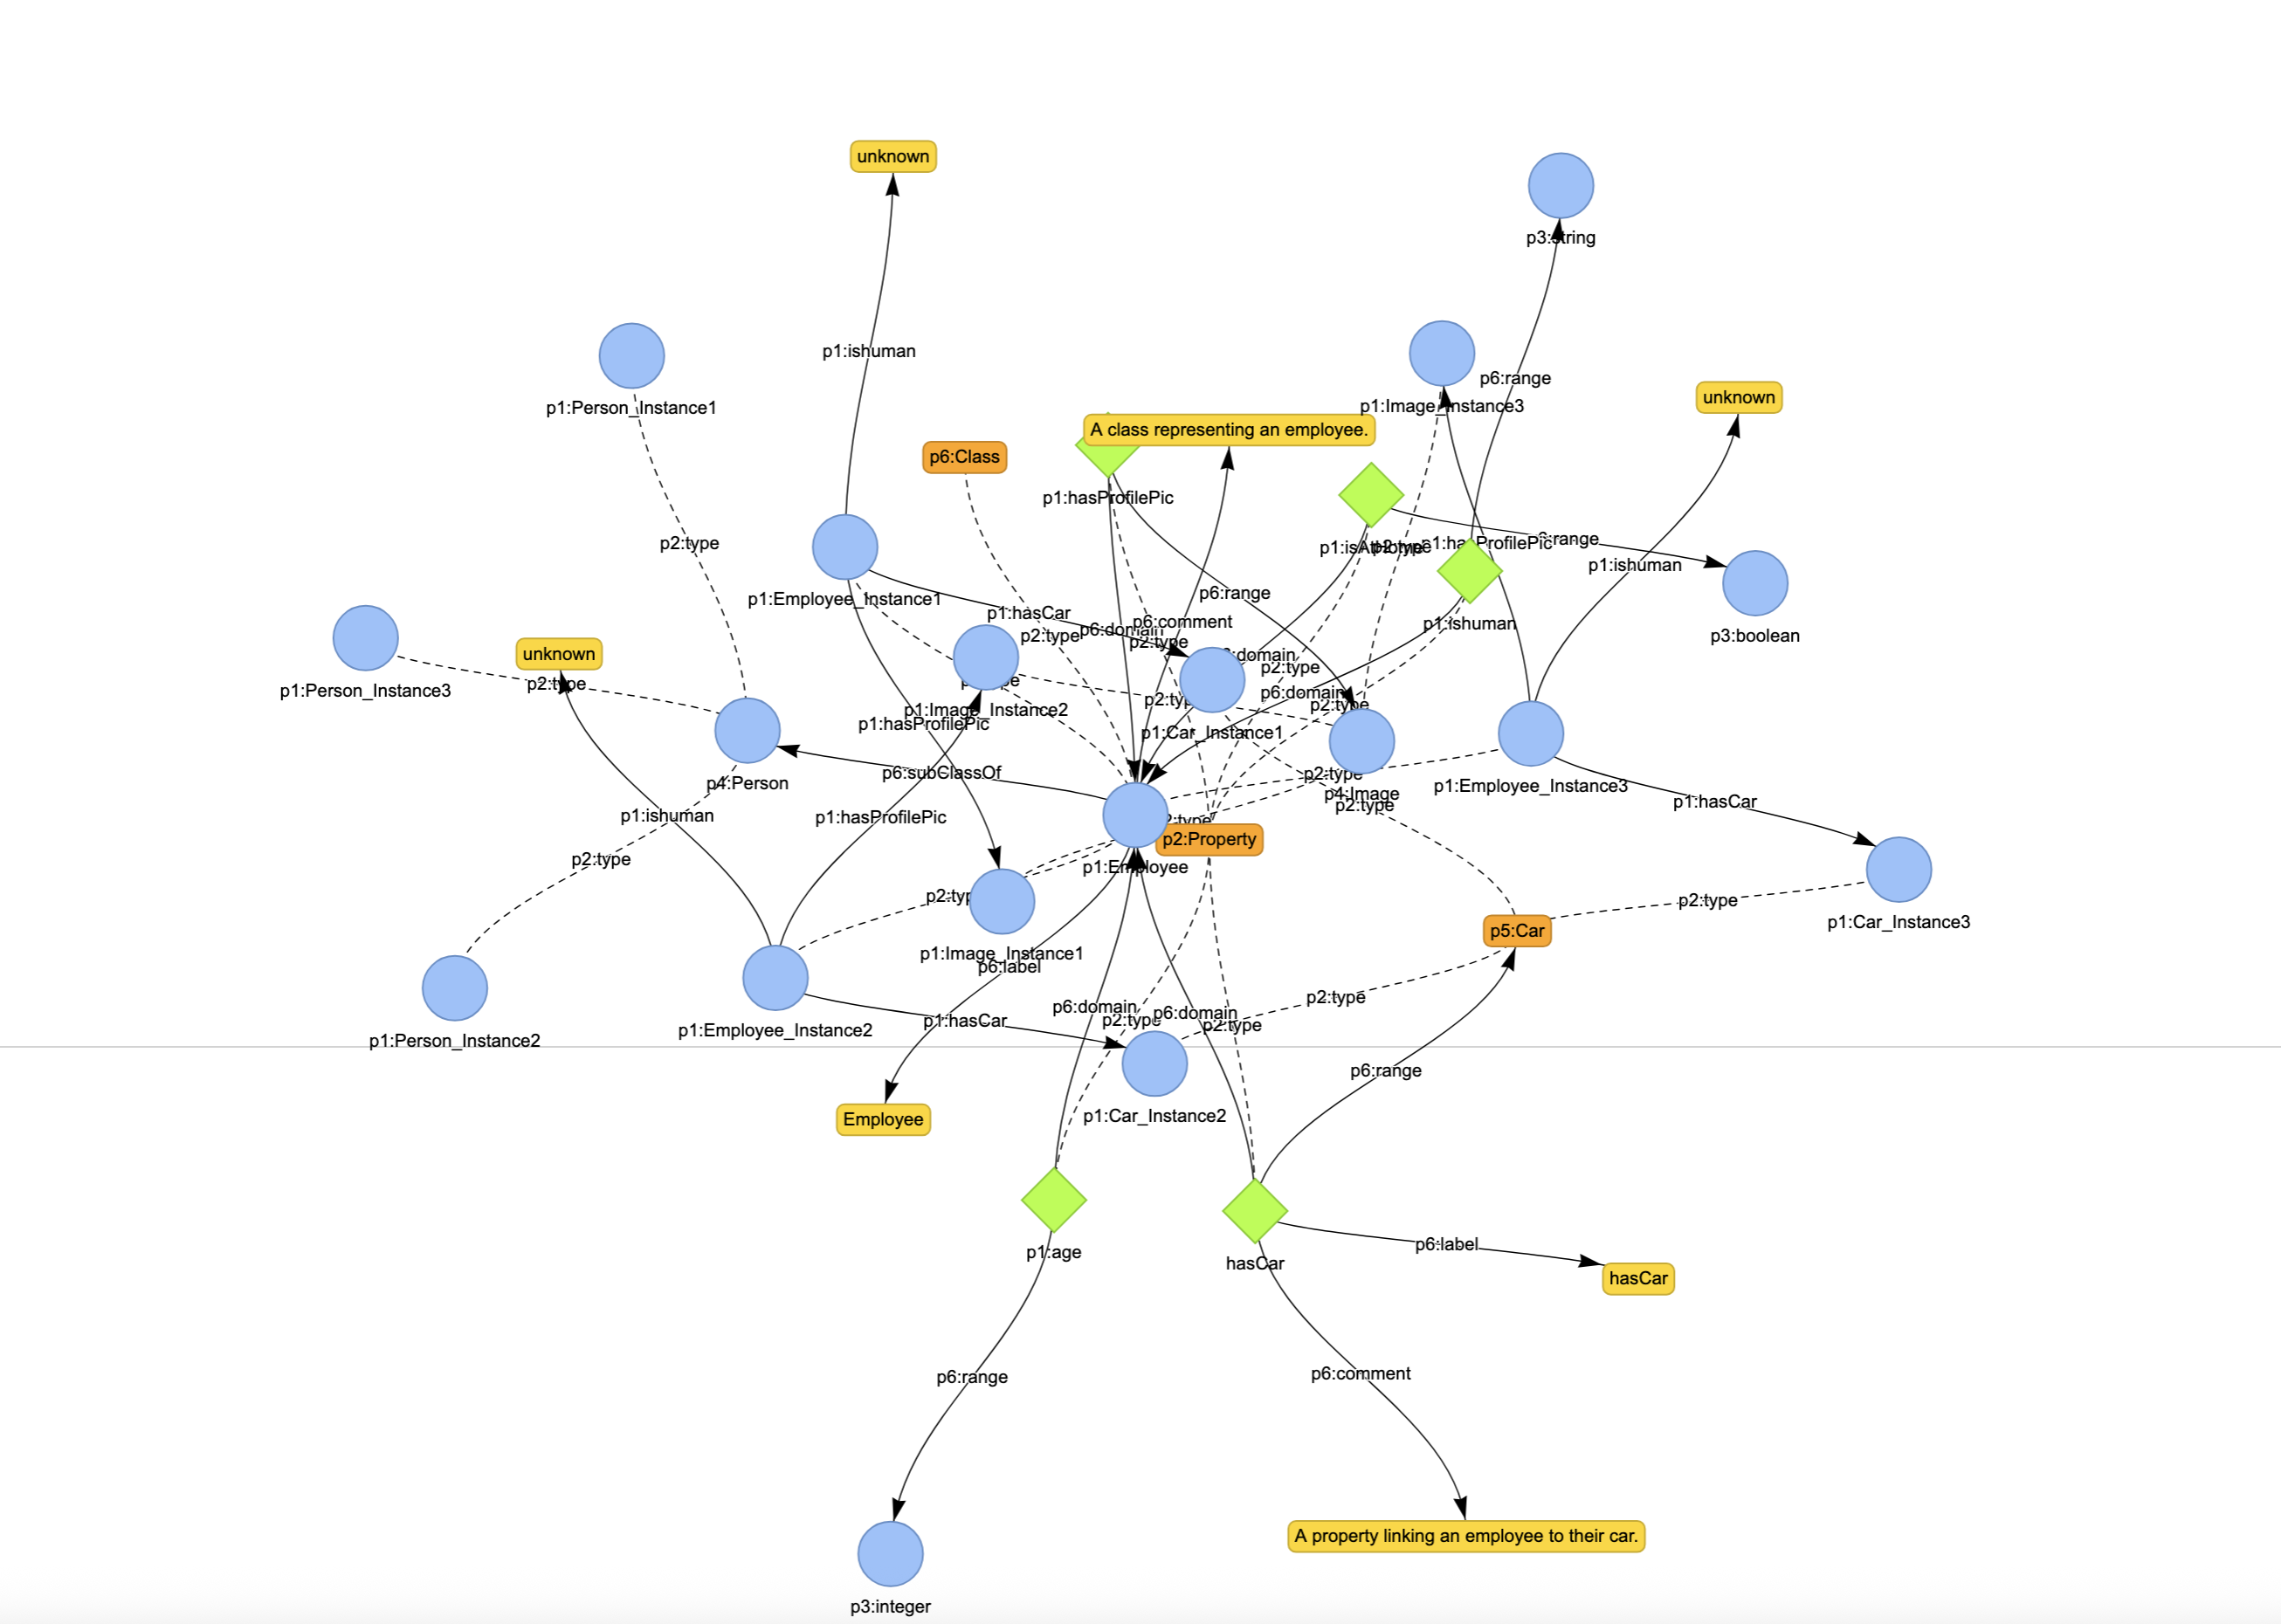 unknown
p3:string
p1:ishuman
p1:Person_Instance1
p6:range
unknown
p1:Image_Instance3
A class representing an employee.
p6:Class
p1:hasProfilePic
p2:type
p1:isAtHome
p2:type
p1:hasProfilePic
p6:range
p1:ishuman
p1:Employee_Instance1
p6:range
p1:hasCar
p6:comment
p1:ishuman
p6:domain
p2:type
p2:type
p3:boolean
unknown
p6:domain
p2:type
p2:type
p1:Person_Instance3
p6:domain
p2:type
p2:type
p1:Image_Instance2
p1:hasProfilePic
p1:Car_Instance1
p6:subClassOf
p2:type
p4:Person
p1:Employee_Instance3
p4:Image
p1:hasCar
p2:type
p1:ishuman
p1:hasProfilePic
p2:type
p2:Property
p2:type
p1:Employee
p2:type
p2:type
p1:Car_Instance3
p5:Car
p1:Image_Instance1
p6:label
p2:type
p6:domain
p6:domain
p1:hasCar
p2:type
p2:type
p1:Employee_Instance2
p1:Person_Instance2
p6:range
Employee
p1:Car_Instance2
p1:age
hasCar
p6:label
hasCar
p6:range
p6:comment
A property linking an employee to their car.
p3:integer